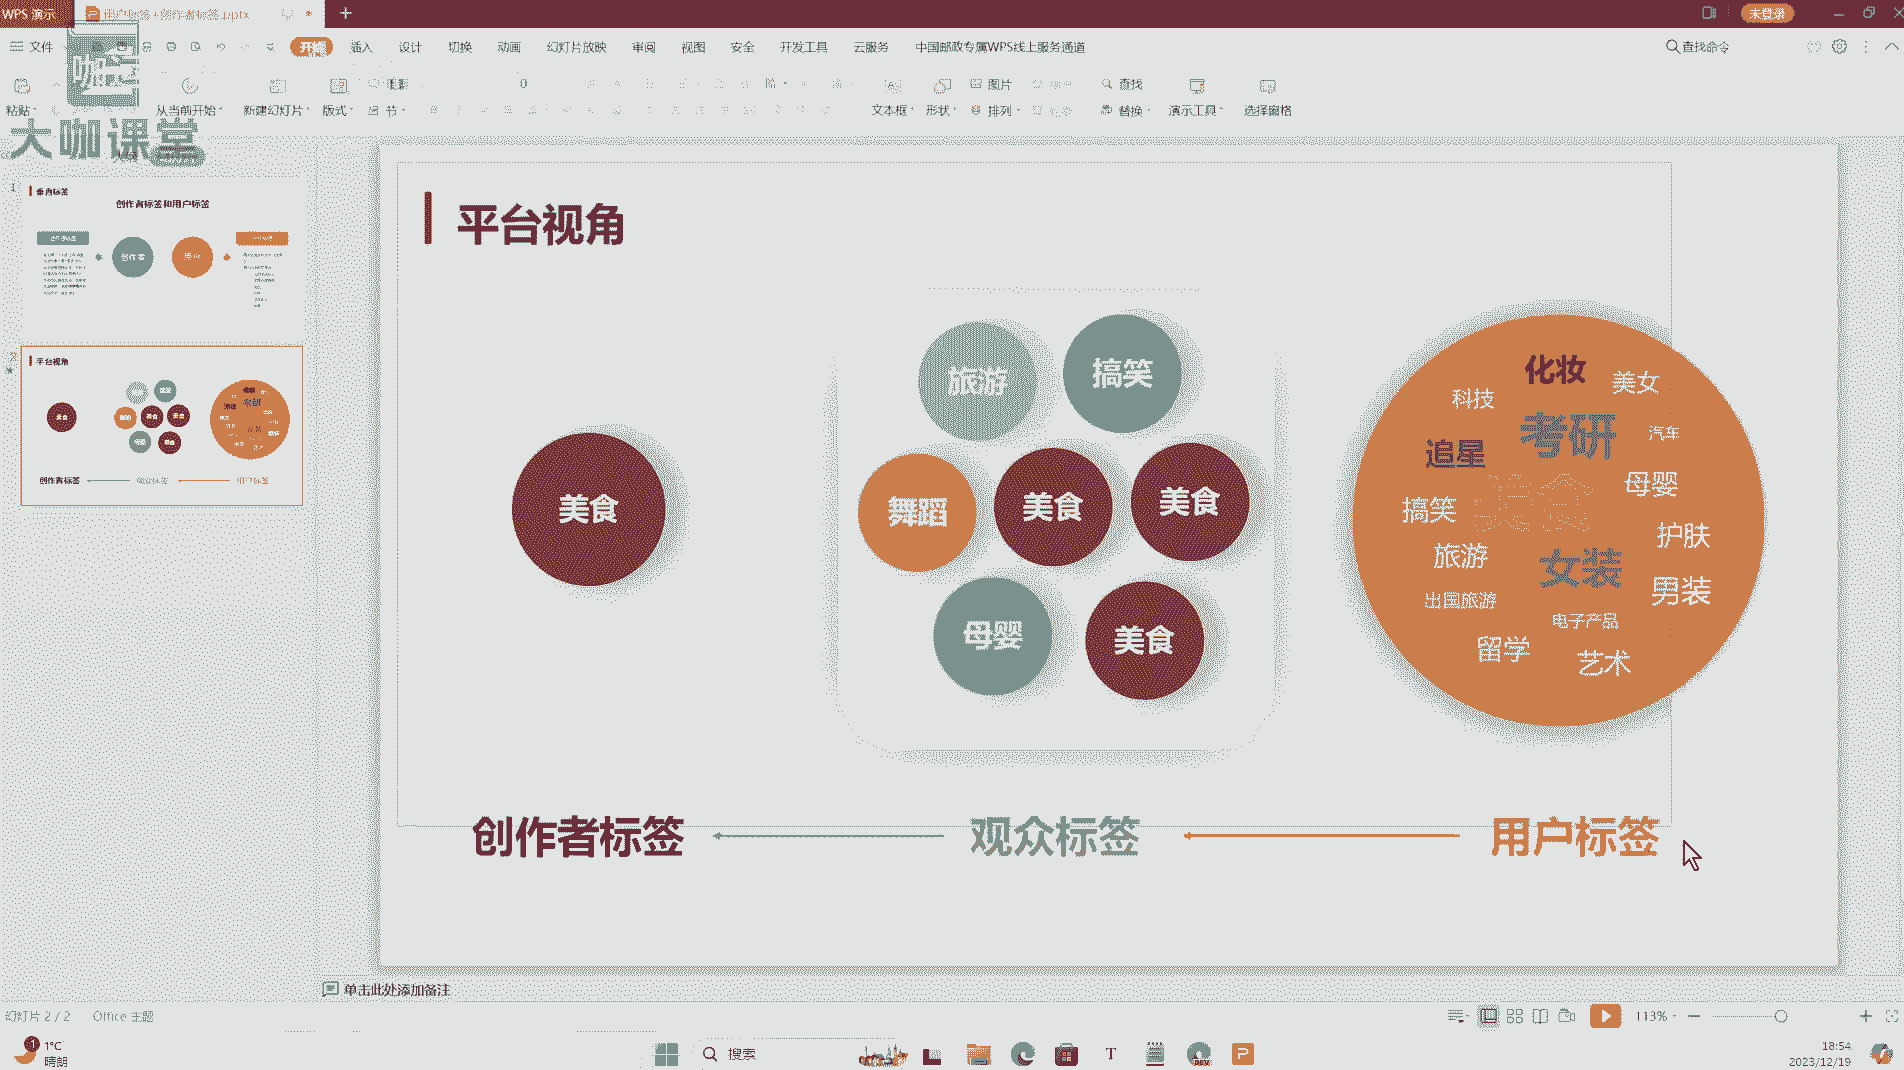 WPS 演示
用户标签+创作者标签.pptx
未登录
文件
开始
插入
设计
切换
动画
幻灯片放映
审阅
视图
安全
开发工具
云服务
中国邮政专属WPS线上服务通道
查找命令
粘贴
从当前开始
新建幻灯片
版式
重新
节
0
文本框
形状
图片
排列
查找
替换
演示工具
选择窗格
大咖课堂
1
垂直标签
创作者标签和用户标签
创作者
2
平台视角
美食
创作者标签
观众标签
用户标签
平台视角
美食
旅游
搞笑
舞蹈
美食
美食
母婴
美食
化妆
科技
美女
考研
汽车
追星
母婴
搞笑
美食
护肤
旅游
女装
男装
出国旅游
电子产品
留学
艺术
创作者标签
观众标签
用户标签
单击此处添加备注
幻灯片 2 / 2
Office 主题
113%
1
1°C
晴朗
搜索
18:54
2023/12/19